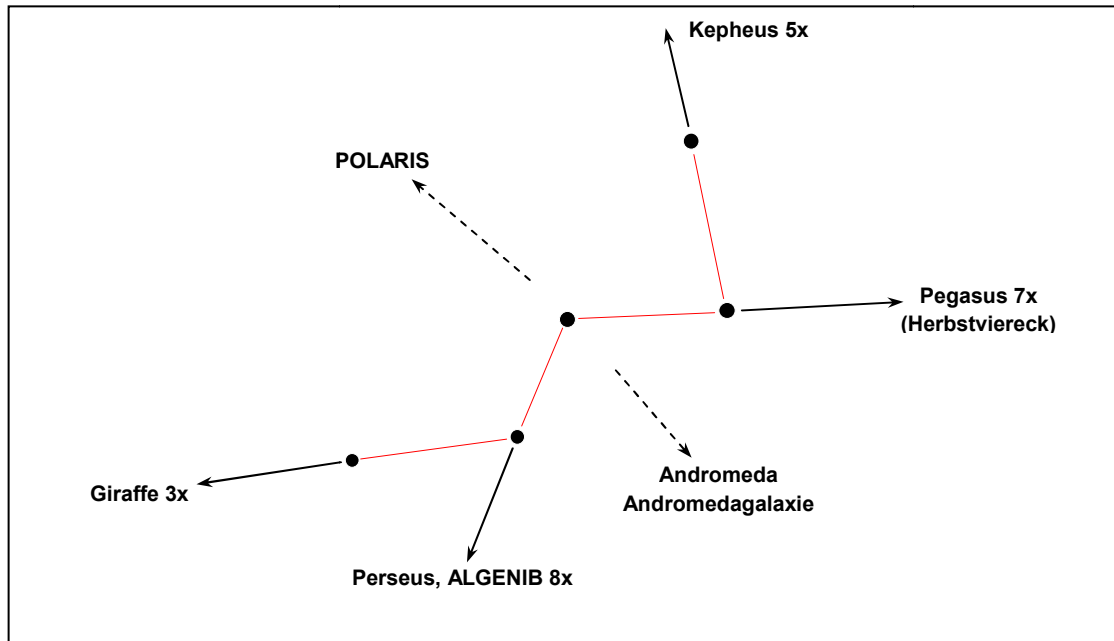 Kepheus 5x
POLARIS
Pegasus 7x
(Herbstviereck)
Andromeda
Andromedagalaxie
Giraffe 3x
Perseus, ALGENIB 8x